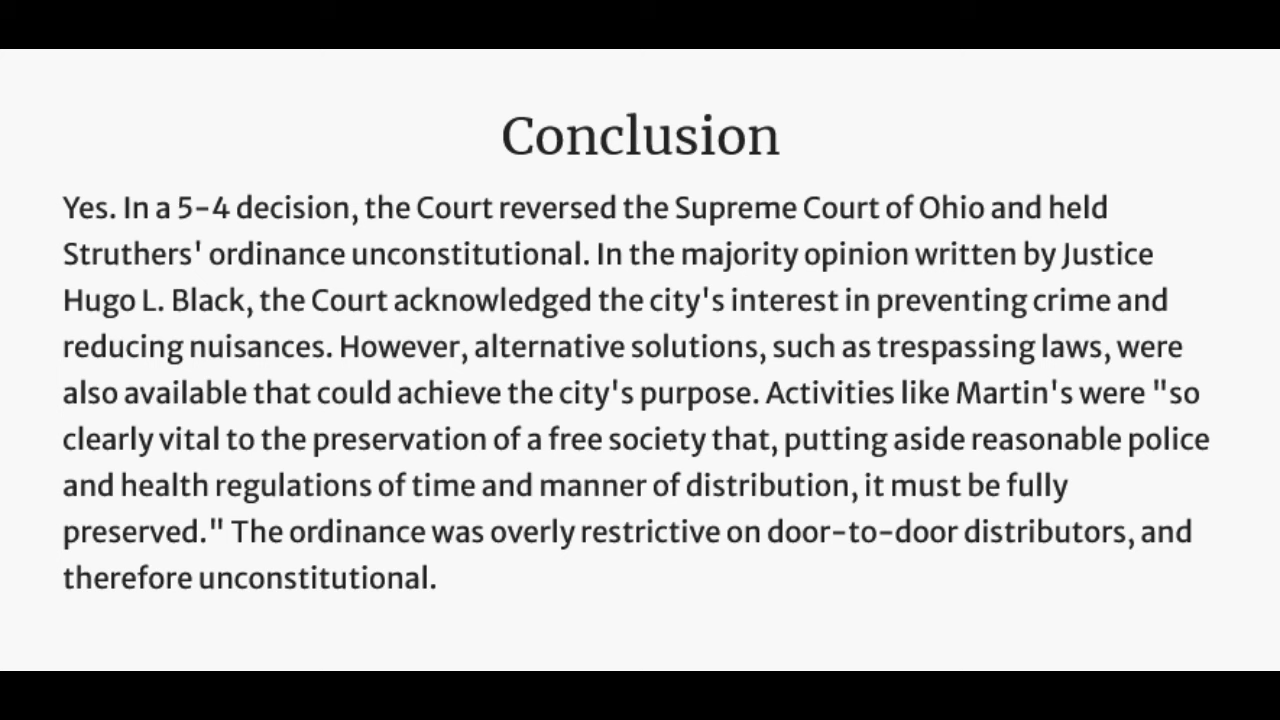 Conclusion
Yes. In a 5-4 decision, the Court reversed the Supreme Court of Ohio and held
Struthers' ordinance unconstitutional. In the majority opinion written by Justice
Hugo L. Black, the Court acknowledged the city's interest in preventing crime and
reducing nuisances. However, alternative solutions, such as trespassing laws, were
also available that could achieve the city's purpose. Activities like Martin's were "so
clearly vital to the preservation of a free society that, putting aside reasonable police
and health regulations of time and manner of distribution, it must be fully
preserved." The ordinance was overly restrictive on door-to-door distributors, and
therefore unconstitutional.